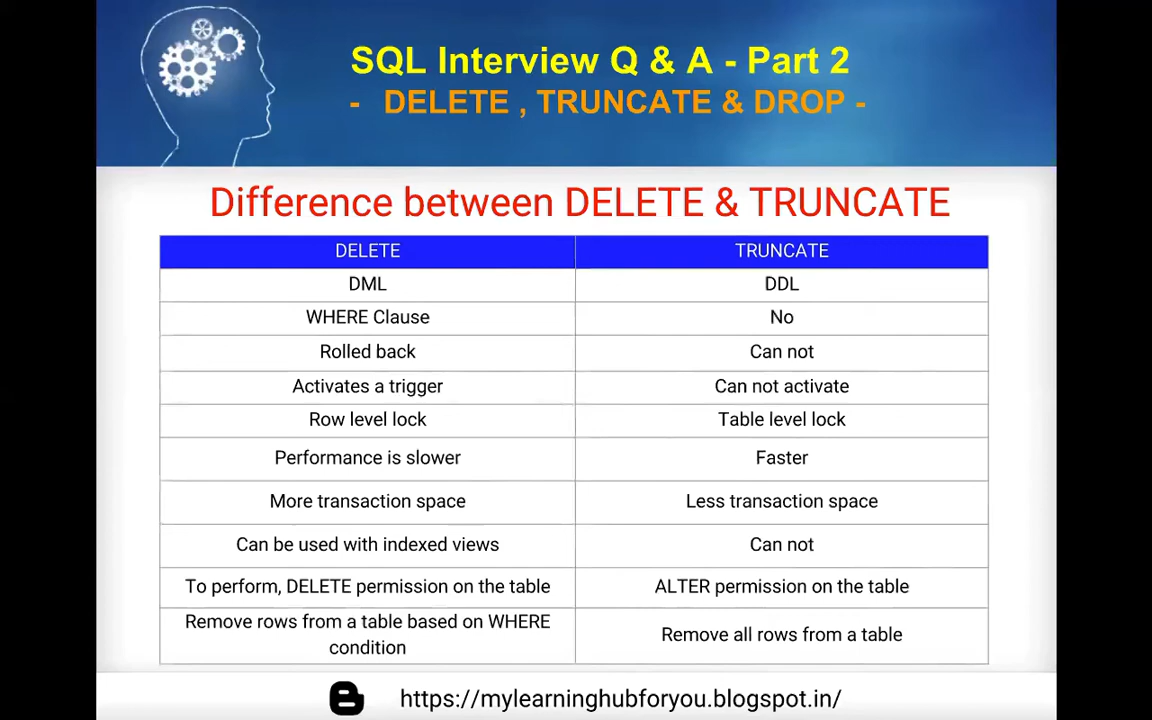 SQL Interview Q & A - Part 2
- DELETE , TRUNCATE & DROP -
Difference between DELETE & TRUNCATE
DELETE TRUNCATE
DML DDL
WHERE Clause No
Rolled back Can not
Activates a trigger Can not activate
Row level lock Table level lock
Performance is slower Faster
More transaction space Less transaction space
Can be used with indexed views Can not
To perform, DELETE permission on the table ALTER permission on the table
Remove rows from a table based on WHERE
condition
Remove all rows from a table
https://mylearninghubforyou.blogspot.in/